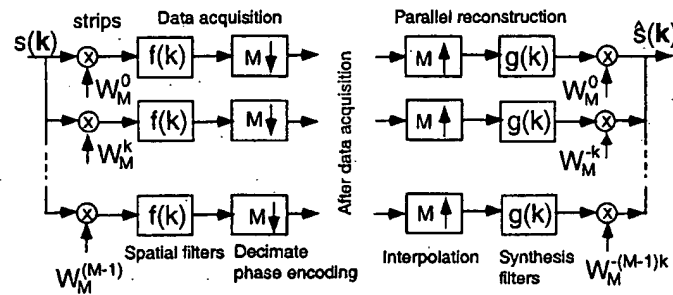 strips
Data acquisition
Parallel reconstruction
s(k)
f(k)
M
M
g(k)
ŝ(k)
W_M^0
W_M^0
f(k)
M
M
g(k)
W_M^k
W_M^-k
After data acquisition
f(k)
M
M
g(k)
Spatial filters
Decimate
phase encoding
Interpolation
Synthesis
filters
W_M^(M-1)
W_M^-(M-1)k